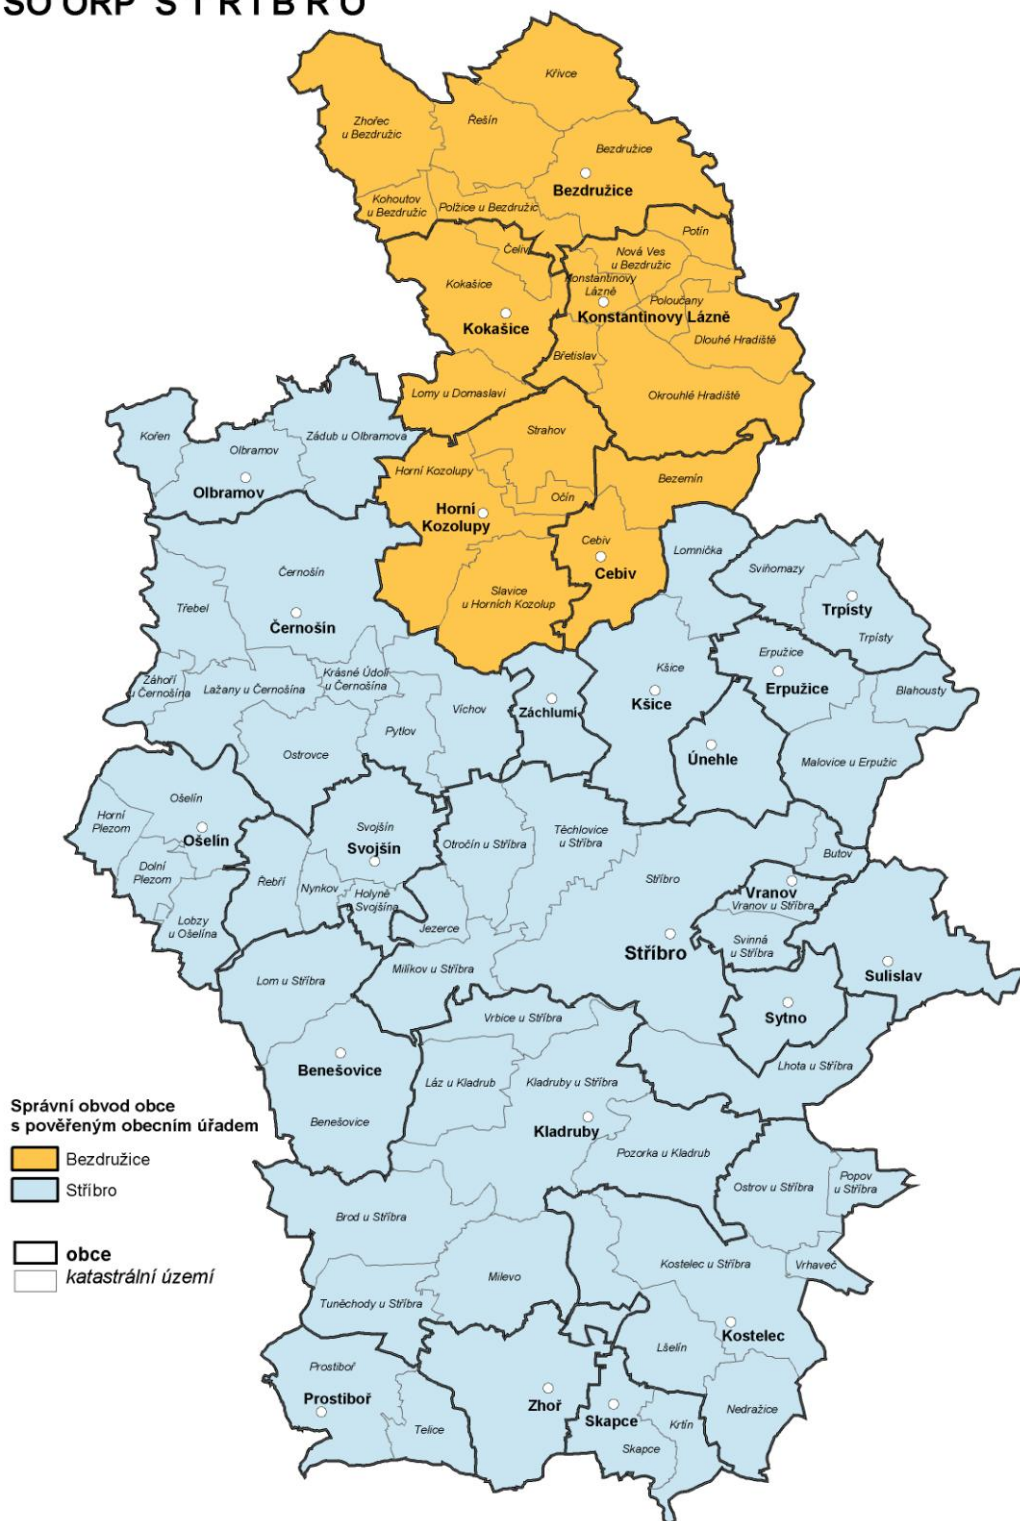 SO ORP STŘÍBRO
Křivce
Zhořec
u Bezdružic
Řešín
Bezdružice
Bezdružice
Kohoutov
u Bezdružic
Polžice u Bezdružic
Potín
Čeliv
Nová Ves
u Bezdružic
Kokašice
Konstantinovy
Lázně
Poloučany
Kokašice
Konstantinovy Lázně
Dlouhé Hradiště
Břetislav
Lomy u Domaslavi
Okrouhlé Hradiště
Kořen
Olbramov
Zádub u Olbramova
Strahov
Horní Kozolupy
Bezemín
Olbramov
Očín
Horní
Kozolupy
Cebiv
Lomnička
Cebiv
Černošín
Sviňomazy
Třebel
Slavice
u Horních Kozolup
Trpísty
Černošín
Trpísty
Erpužice
Záhoří
u Černošína
Lažany u Černošína
Krásné Údolí
u Černošína
Kšice
Erpužice
Blahousty
Kšice
Víchov
Záchlumí
Pytlov
Ostrovce
Únehle
Malovice u Erpužic
Ošelín
Horní
Plezom
Ošelín
Svojšín
Svojšín
Otročín u Stříbra
Těchlovice
u Stříbra
Butov
Dolní
Plezom
Řebří
Nynkov
Holyně
u Svojšína
Stříbro
Vranov
Vranov u Stříbra
Lobzy
u Ošelína
Jezerce
Svinná
u Stříbra
Stříbro
Lom u Stříbra
Milíkov u Stříbra
Sulislav
Vrbice u Stříbra
Sytno
Benešovice
Láz u Kladrub
Kladruby u Stříbra
Lhota u Stříbra
Správní obvod obce
s pověřeným obecním úřadem
Bezdružice
Stříbro
obce
katastrální území
Benešovice
Kladruby
Pozorka u Kladrub
Ostrov u Stříbra
Popov
u Stříbra
Brod u Stříbra
Kostelec u Stříbra
Vrhaveč
Milevo
Tuněchody u Stříbra
Kostelec
Lšelín
Prostiboř
Prostiboř
Zhoř
Nedražice
Skapce
Krtín
Telice
Skapce